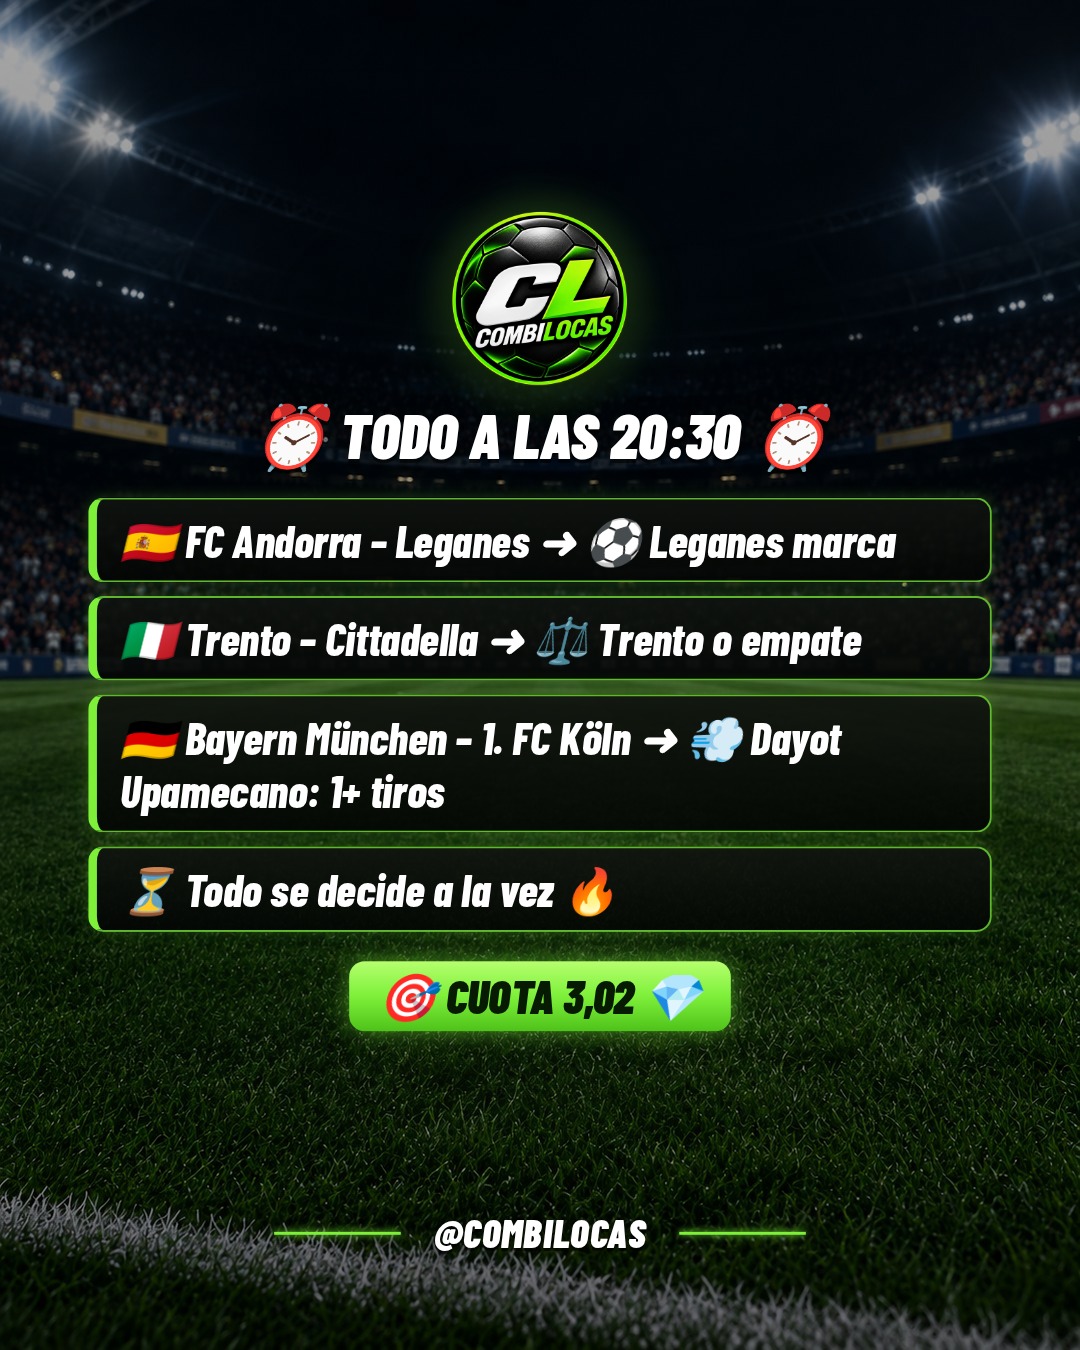 CL
COMBILOCAS
⏰ TODO A LAS 20:30 ⏰
🇪🇸 FC Andorra - Leganes ➜ ⚽ Leganes marca
🇮🇹 Trento - Cittadella ➜ ⚖️ Trento o empate
🇩🇪 Bayern München - 1. FC Köln ➜ 💨 Dayot
Upamecano: 1+ tiros
⏳ Todo se decide a la vez 🔥
🎯 CUOTA 3,02 💎
@COMBILOCAS